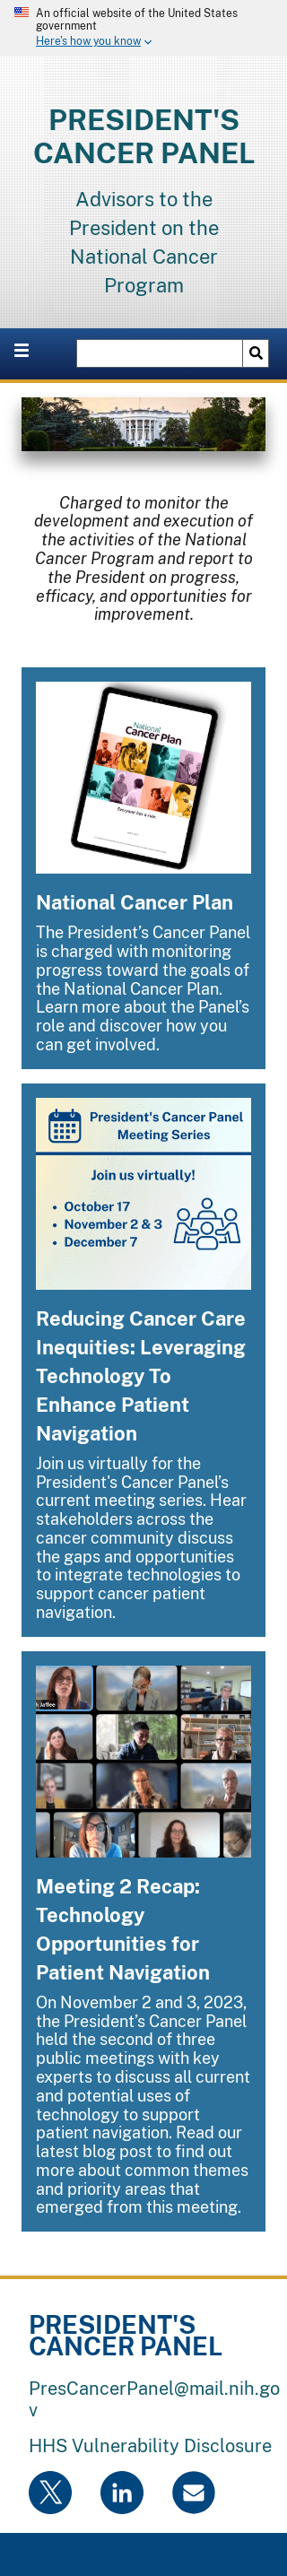 An official website of the United States
government
Here's how you know
PRESIDENT'S
CANCER PANEL
Advisors to the
President on the
National Cancer
Program
Charged to monitor the
development and execution of
the activities of the National
Cancer Program and report to
the President on progress,
efficacy, and opportunities for
improvement.
National
Cancer Plan
National Cancer Plan
The President's Cancer Panel
is charged with monitoring
progress toward the goals of
the National Cancer Plan.
Learn more about the Panel's
role and discover how you
can get involved.
President's Cancer Panel
Meeting Series
Join us virtually!
• October 17
• November 2 & 3
• December 7
Reducing Cancer Care
Inequities: Leveraging
Technology To
Enhance Patient
Navigation
Join us virtually for the
President's Cancer Panel's
current meeting series. Hear
stakeholders across the
cancer community discuss
the gaps and opportunities
to integrate technologies to
support cancer patient
navigation.
Meeting 2 Recap:
Technology
Opportunities for
Patient Navigation
On November 2 and 3, 2023,
the President's Cancer Panel
held the second of three
public meetings with key
experts to discuss all current
and potential uses of
technology to support
patient navigation. Read our
latest blog post to find out
more about common themes
and priority areas that
emerged from this meeting.
PRESIDENT'S
CANCER PANEL
PresCancerPanel@mail.nih.go
v
HHS Vulnerability Disclosure